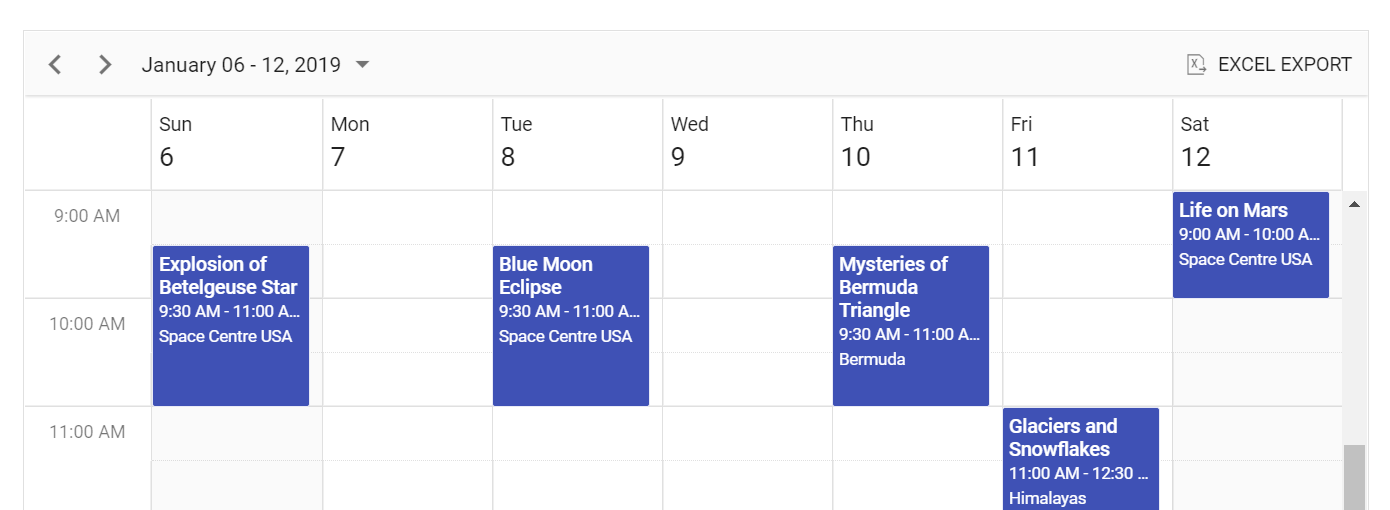 January 06 - 12, 2019
EXCEL EXPORT
Sun
6
Mon
7
Tue
8
Wed
9
Thu
10
Fri
11
Sat
12
9:00 AM
10:00 AM
11:00 AM
Explosion of
Betelgeuse Star
9:30 AM - 11:00 A...
Space Centre USA
Blue Moon
Eclipse
9:30 AM - 11:00 A...
Space Centre USA
Mysteries of
Bermuda
Triangle
9:30 AM - 11:00 A...
Bermuda
Glaciers and
Snowflakes
11:00 AM - 12:30 ...
Himalayas
Life on Mars
9:00 AM - 10:00 A...
Space Centre USA